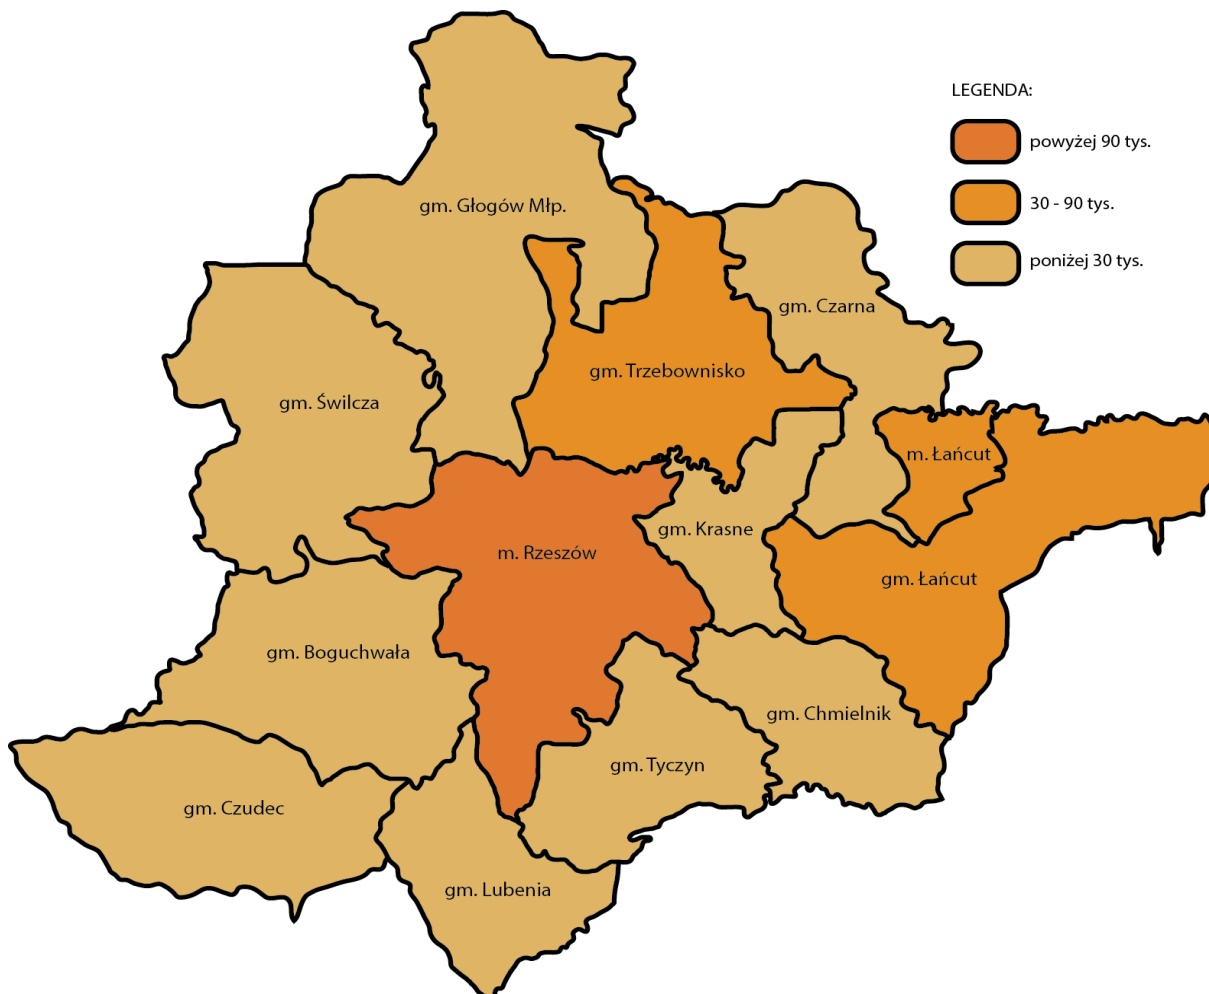 LEGENDA:
powyżej 90 tys.
30 - 90 tys.
poniżej 30 tys.
gm. Głogów Młp.
gm. Czarna
gm. Trzebownisko
gm. Świlcza
m. Łańcut
gm. Krasne
m. Rzeszów
gm. Łańcut
gm. Boguchwała
gm. Chmielnik
gm. Tyczyn
gm. Czudec
gm. Lubenia